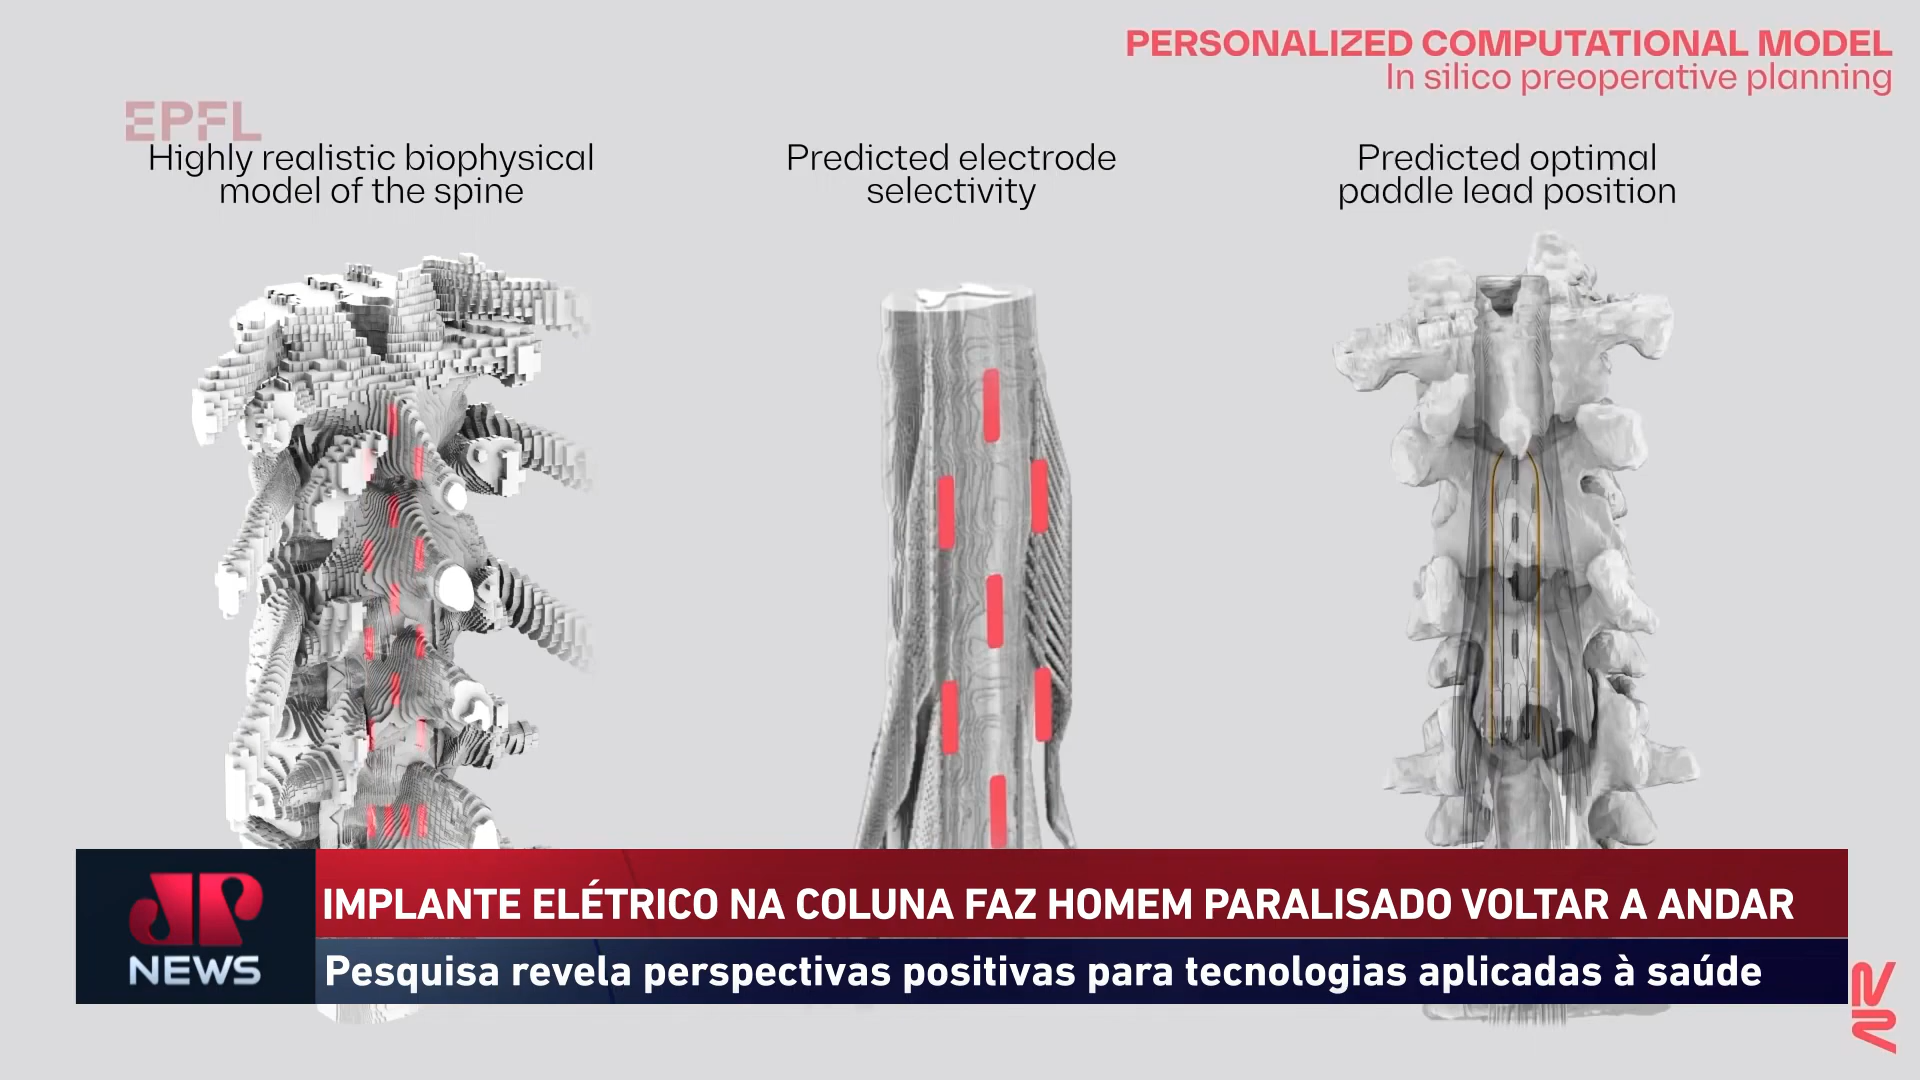 PERSONALIZED COMPUTATIONAL MODEL
In silico preoperative planning
EPFL
Highly realistic biophysical
model of the spine
Predicted electrode
selectivity
Predicted optimal
paddle lead position
JP
NEWS
IMPLANTE ELÉTRICO NA COLUNA FAZ HOMEM PARALISADO VOLTAR A ANDAR
Pesquisa revela perspectivas positivas para tecnologias aplicadas à saúde